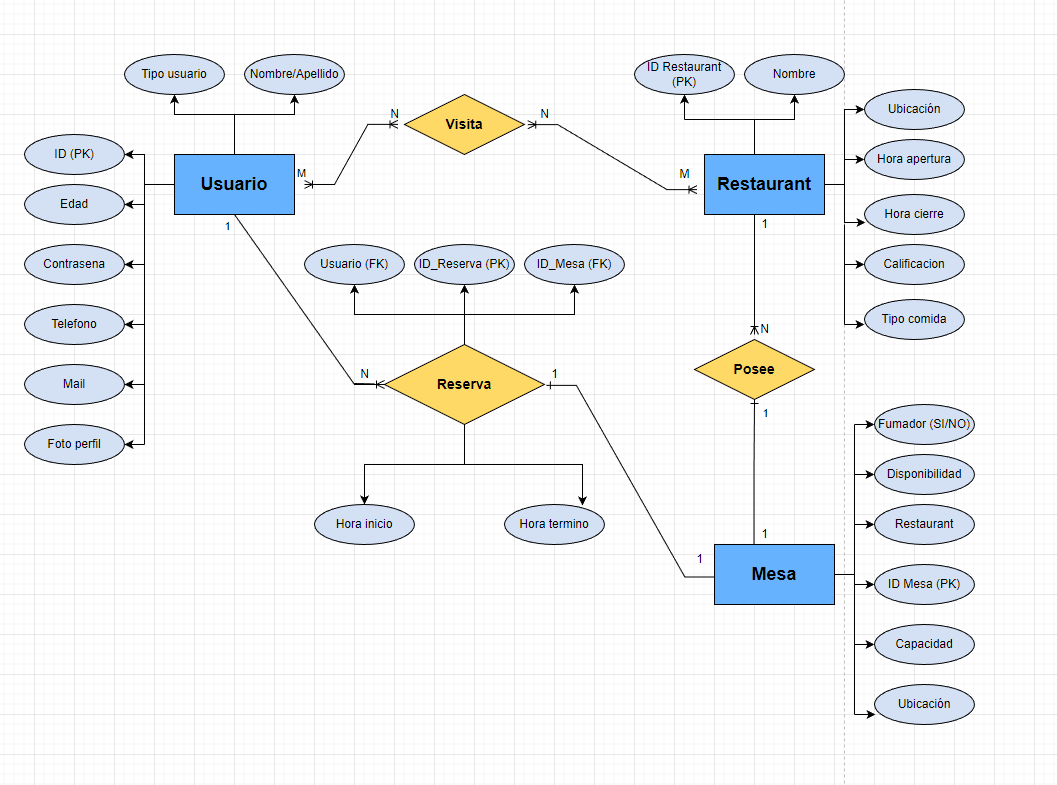 Tipo usuario
Nombre/Apellido
ID Restaurant
(PK)
Nombre
N
Visita
N
Ubicación
ID (PK)
Usuario
M
M
Restaurant
Hora apertura
Edad
1
1
Hora cierre
Contrasena
Usuario (FK)
ID_Reserva (PK)
ID_Mesa (FK)
Calificacion
Telefono
N
Tipo comida
Mail
N
Reserva
1
Posee
1
Foto perfil
Fumador (SI/NO)
Disponibilidad
Hora inicio
Hora termino
Restaurant
1
1
Mesa
ID Mesa (PK)
Capacidad
Ubicación